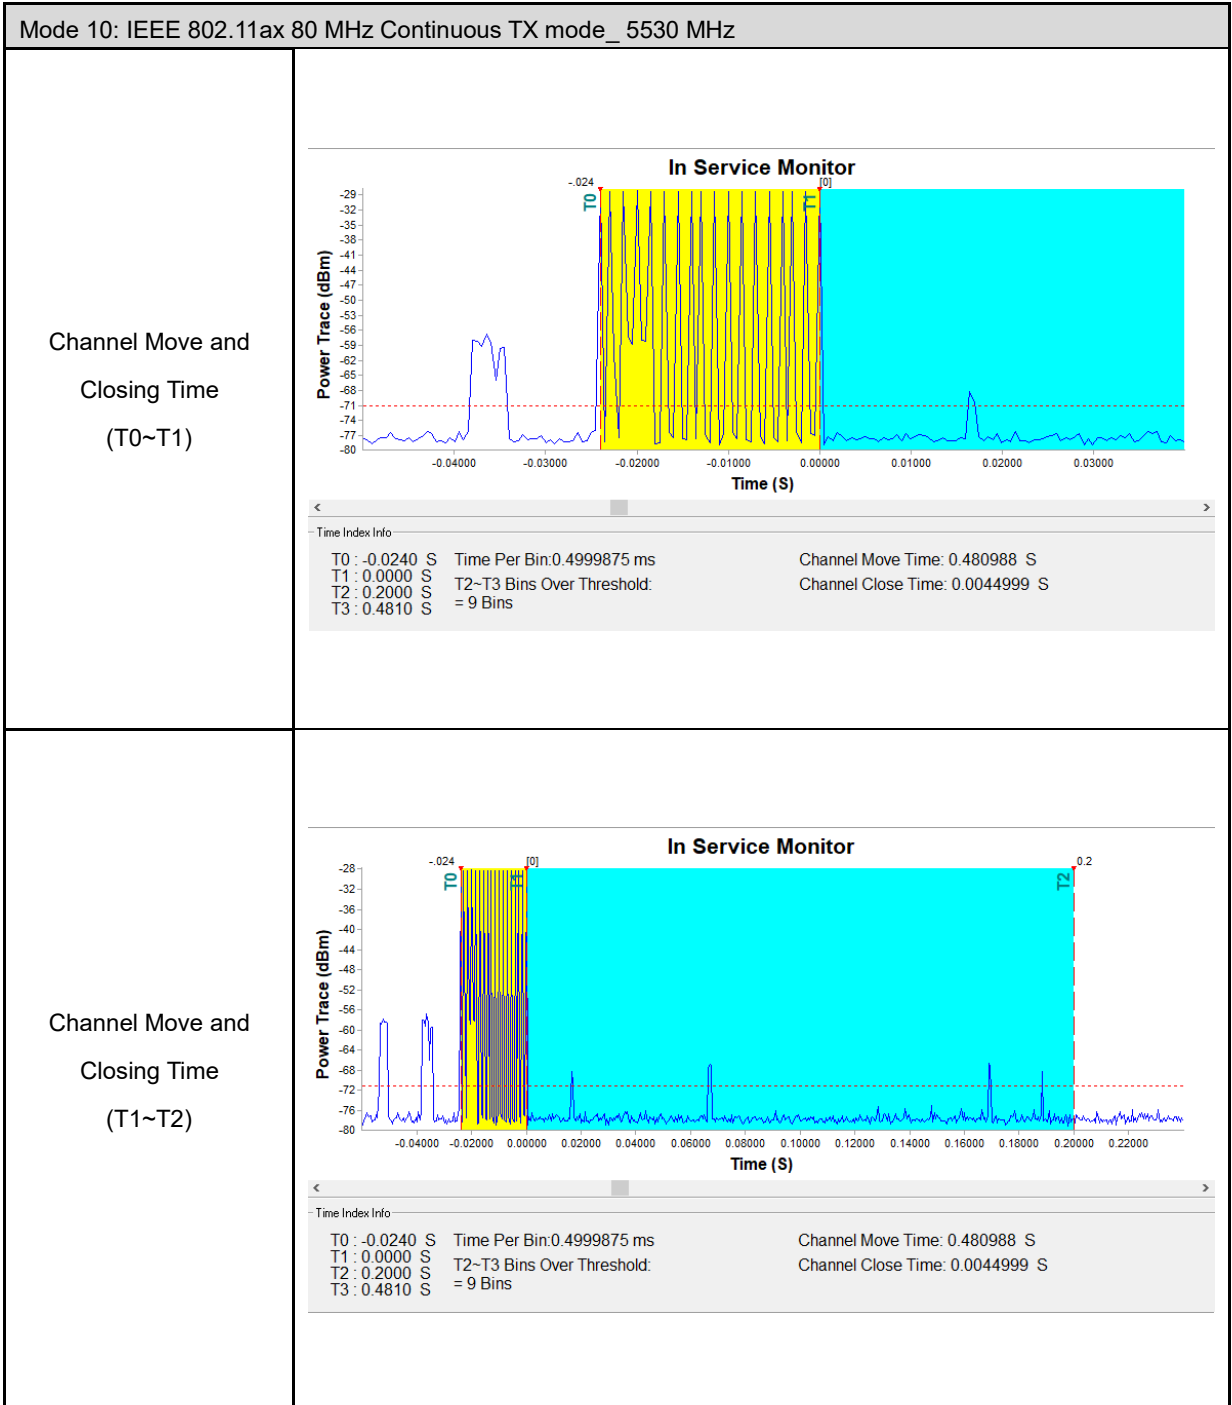 Mode 10: IEEE 802.11ax 80 MHz Continuous TX mode_ 5530 MHz
Channel Move and
Closing Time
(T0~T1)
In Service Monitor
-.024
[0]
T0
T1
Power Trace (dBm)
-29
-32
-35
-38
-41
-44
-47
-50
-53
-56
-59
-62
-65
-68
-71
-74
-77
-80
-0.04000 -0.03000 -0.02000 -0.01000 0.00000 0.01000 0.02000 0.03000
Time (S)
Time Index Info
T0 : -0.0240 S
T1 : 0.0000 S
T2 : 0.2000 S
T3 : 0.4810 S
Time Per Bin:0.4999875 ms
T2~T3 Bins Over Threshold:
= 9 Bins
Channel Move Time: 0.480988 S
Channel Close Time: 0.0044999 S
Channel Move and
Closing Time
(T1~T2)
In Service Monitor
-.024
[0]
0.2
T0
T1
T2
Power Trace (dBm)
-28
-32
-36
-40
-44
-48
-52
-56
-60
-64
-68
-72
-76
-80
-0.04000 -0.02000 0.00000 0.02000 0.04000 0.06000 0.08000 0.10000 0.12000 0.14000 0.16000 0.18000 0.20000 0.22000
Time (S)
Time Index Info
T0 : -0.0240 S
T1 : 0.0000 S
T2 : 0.2000 S
T3 : 0.4810 S
Time Per Bin:0.4999875 ms
T2~T3 Bins Over Threshold:
= 9 Bins
Channel Move Time: 0.480988 S
Channel Close Time: 0.0044999 S